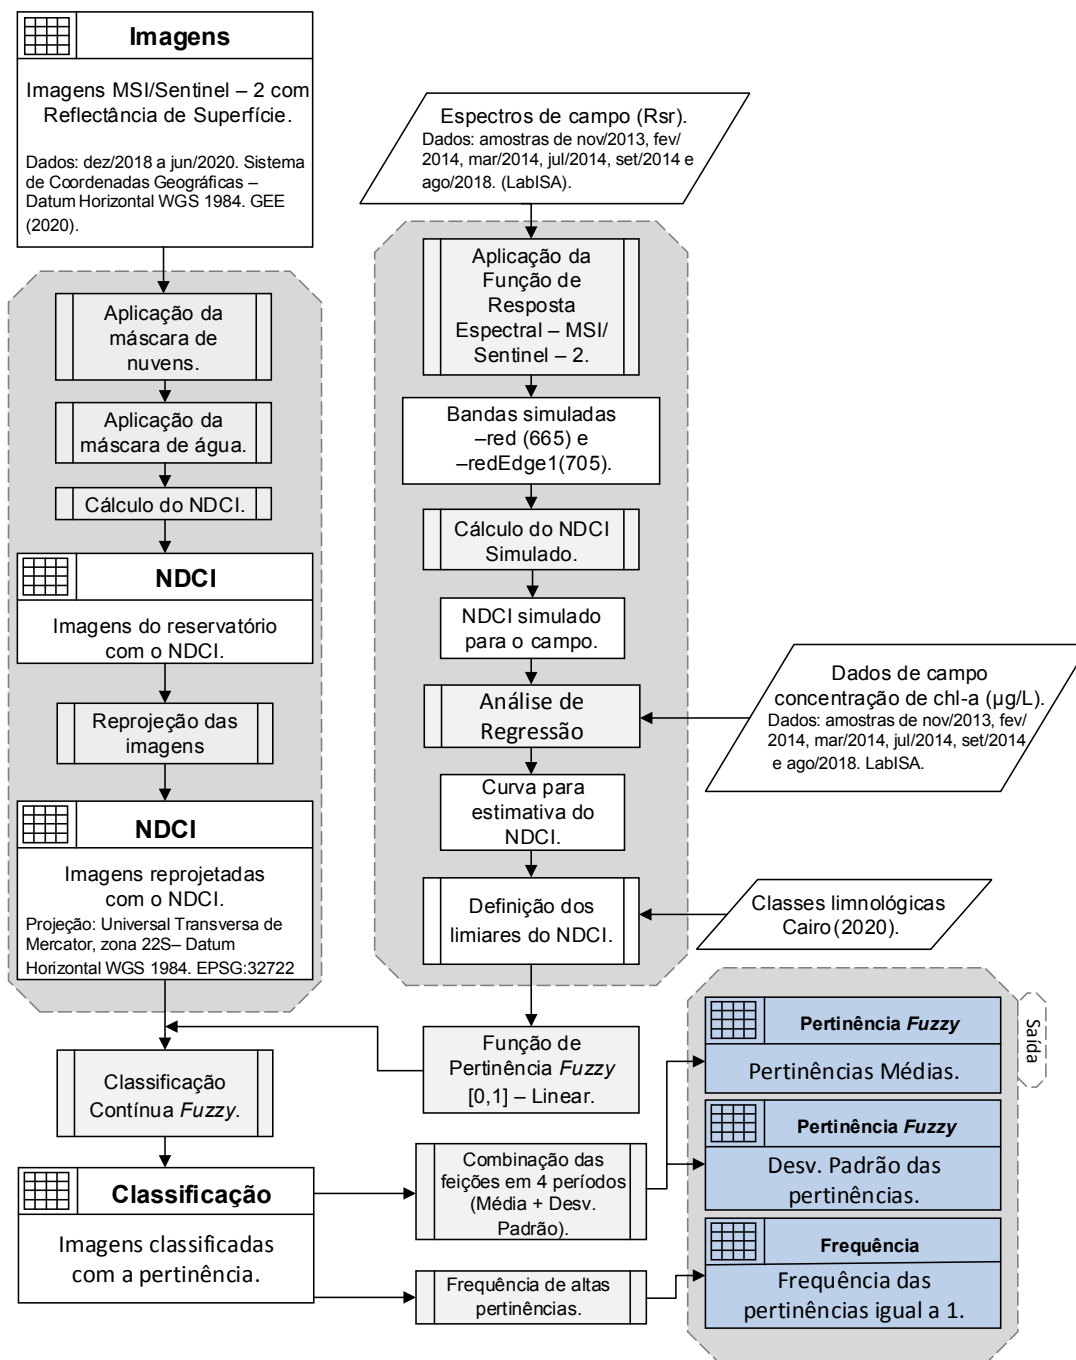 Imagens
Imagens MSI/Sentinel – 2 com
Reflectância de Superfície.
Dados: dez/2018 a jun/2020. Sistema
de Coordenadas Geográficas –
Datum Horizontal WGS 1984. GEE
(2020).
Aplicação da
máscara de
nuvens.
Aplicação da
máscara de água.
Cálculo do NDCI.
NDCI
Imagens do reservatório
com o NDCI.
Reprojeção das
imagens
NDCI
Imagens reprojetadas
com o NDCI.
Projeção: Universal Transversa de
Mercator, zona 22S– Datum
Horizontal WGS 1984. EPSG:32722
Classificação
Contínua Fuzzy.
Classificação
Imagens classificadas
com a pertinência.
Espectros de campo (Rsr).
Dados: amostras de nov/2013, fev/
2014, mar/2014, jul/2014, set/2014 e
ago/2018. (LabISA).
Aplicação da
Função de
Resposta
Espectral – MSI/
Sentinel – 2.
Bandas simuladas
–red (665) e
–redEdge1(705).
Cálculo do NDCI
Simulado.
NDCI simulado
para o campo.
Análise de
Regressão
Dados de campo
concentração de chl-a (µg/L).
Dados: amostras de nov/2013, fev/
2014, mar/2014, jul/2014, set/2014
e ago/2018. LabISA.
Curva para
estimativa do
NDCI.
Definição dos
limiares do NDCI.
Classes limnológicas
Cairo (2020).
Função de
Pertinência Fuzzy
[0,1] – Linear.
Combinação das
feições em 4 períodos
(Média + Desv.
Padrão).
Frequência de altas
pertinências.
Saída
Pertinência Fuzzy
Pertinências Médias.
Pertinência Fuzzy
Desv. Padrão das
pertinências.
Frequência
Frequência das
pertinências igual a 1.